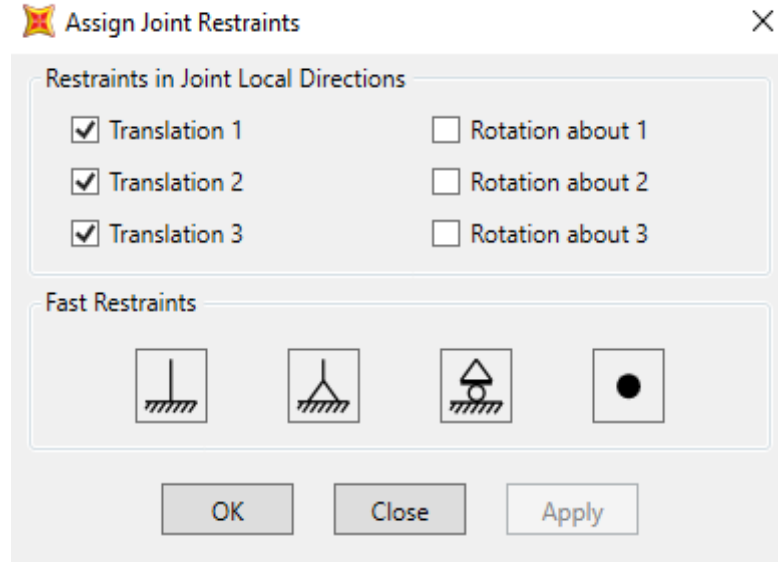 Assign Joint Restraints
Restraints in Joint Local Directions
Translation 1
Rotation about 1
Translation 2
Rotation about 2
Translation 3
Rotation about 3
Fast Restraints
OK
Close
Apply